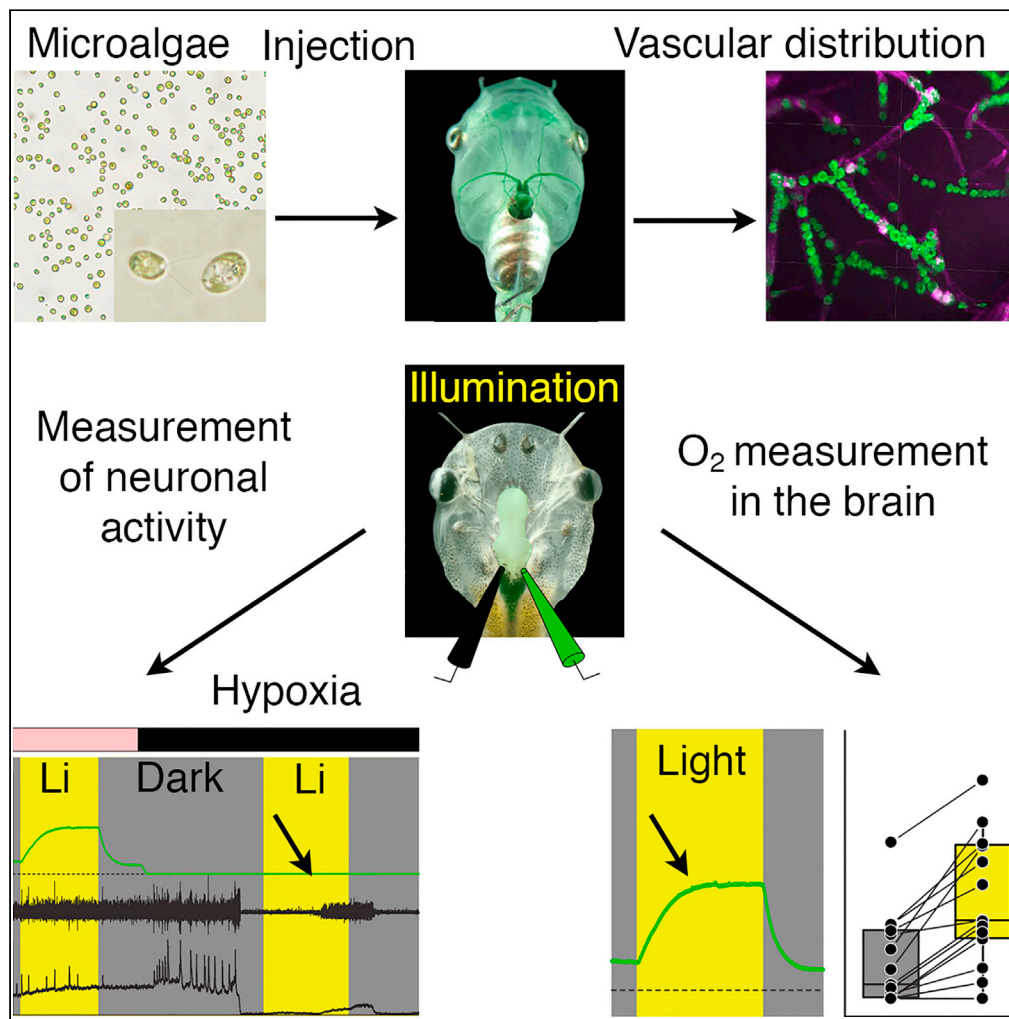 Microalgae
Injection
Vascular distribution
Illumination
Measurement
of neuronal
activity
O₂ measurement
in the brain
Hypoxia
Li
Dark
Li
Light